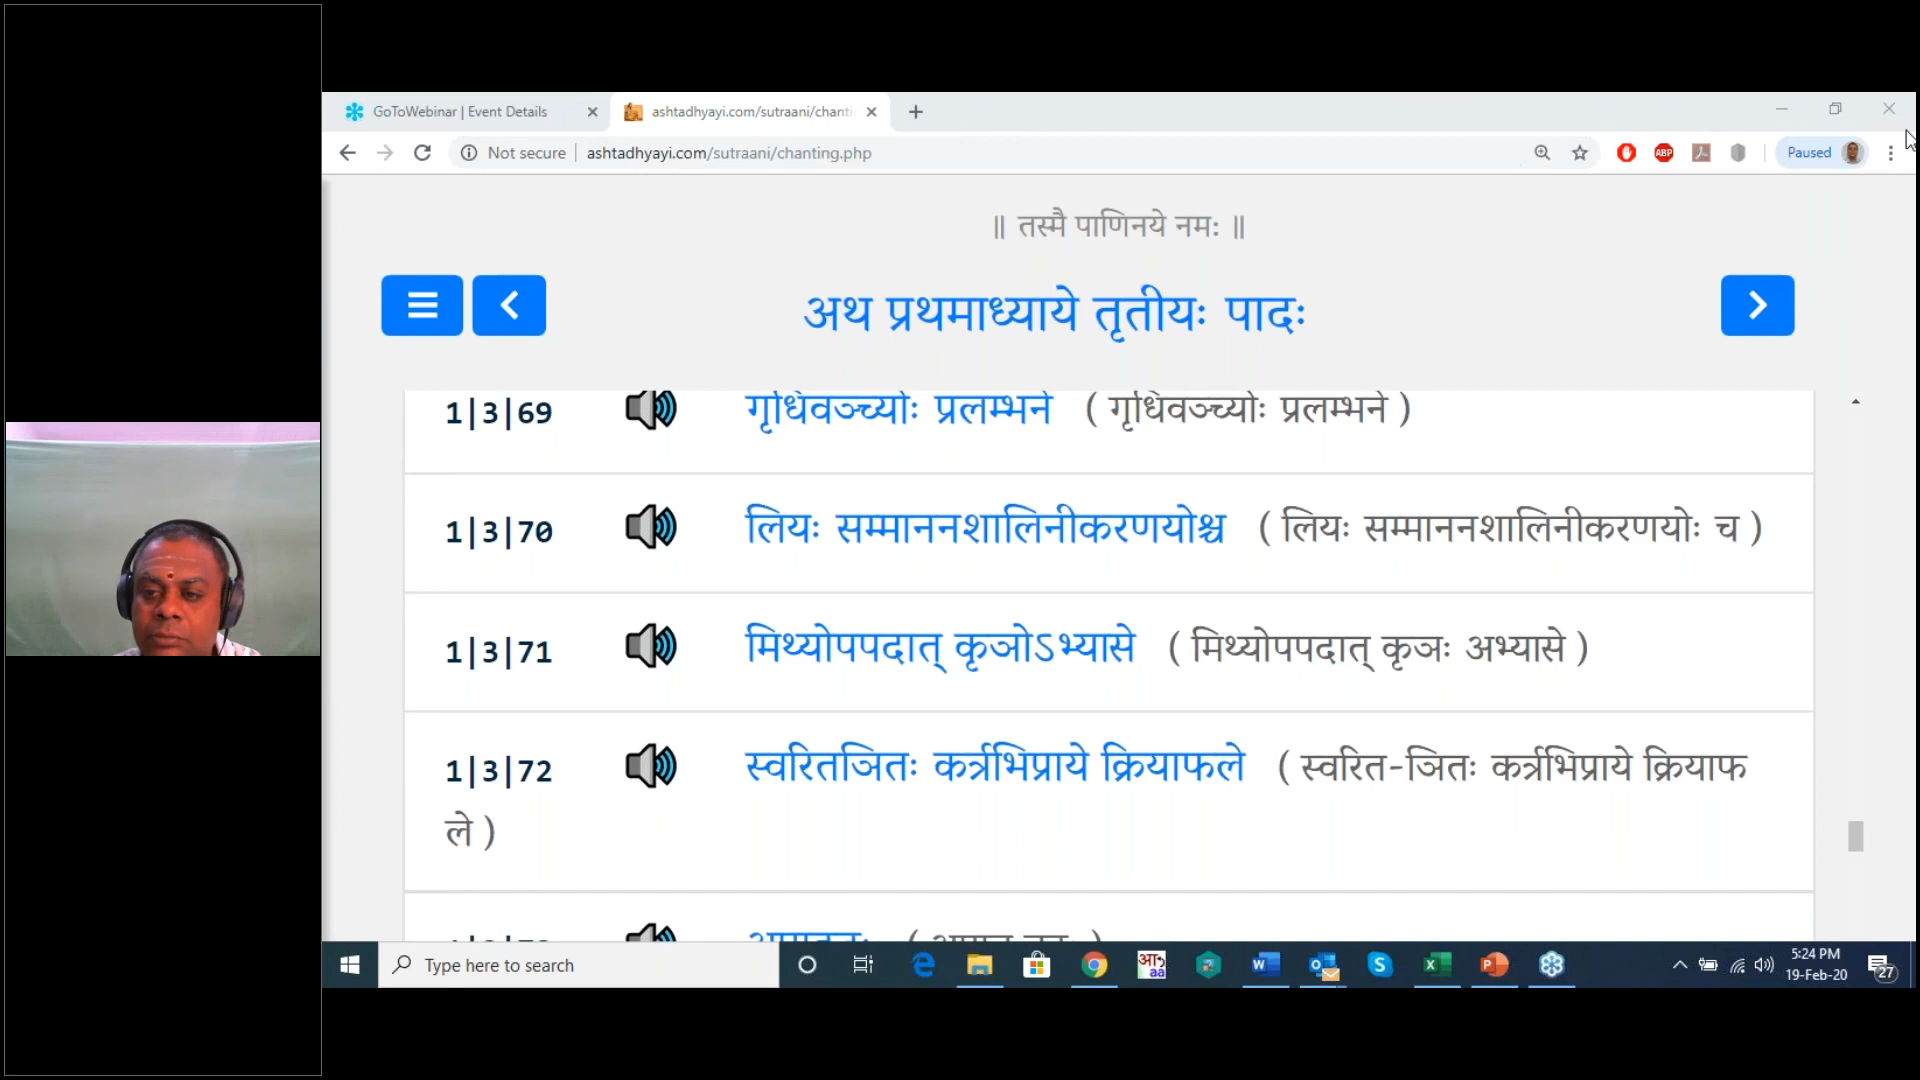 GoToWebinar | Event Details
ashtadhyayi.com/sutraani/chanti
Not secure | ashtadhyayi.com/sutraani/chanting.php
ABP
Paused
॥ तस्मै पाणिनये नमः ॥
अथ प्रथमाध्याये तृतीयः पादः
1|3|69 गृधिवञ्च्योः प्रलम्भने ( गृधिवञ्च्योः प्रलम्भने )
1|3|70 लियः सम्माननशालिनीकरणयोश्च ( लियः सम्माननशालिनीकरणयोः च )
1|3|71 मिथ्योपपदात् कृञोऽभ्यासे ( मिथ्योपपदात् कृञः अभ्यासे )
1|3|72 स्वरितञितः कर्त्रभिप्राये क्रियाफले ( स्वरित-ञितः कर्त्रभिप्राये क्रियाफ
ले )
Type here to search
5:24 PM
19-Feb-20
27